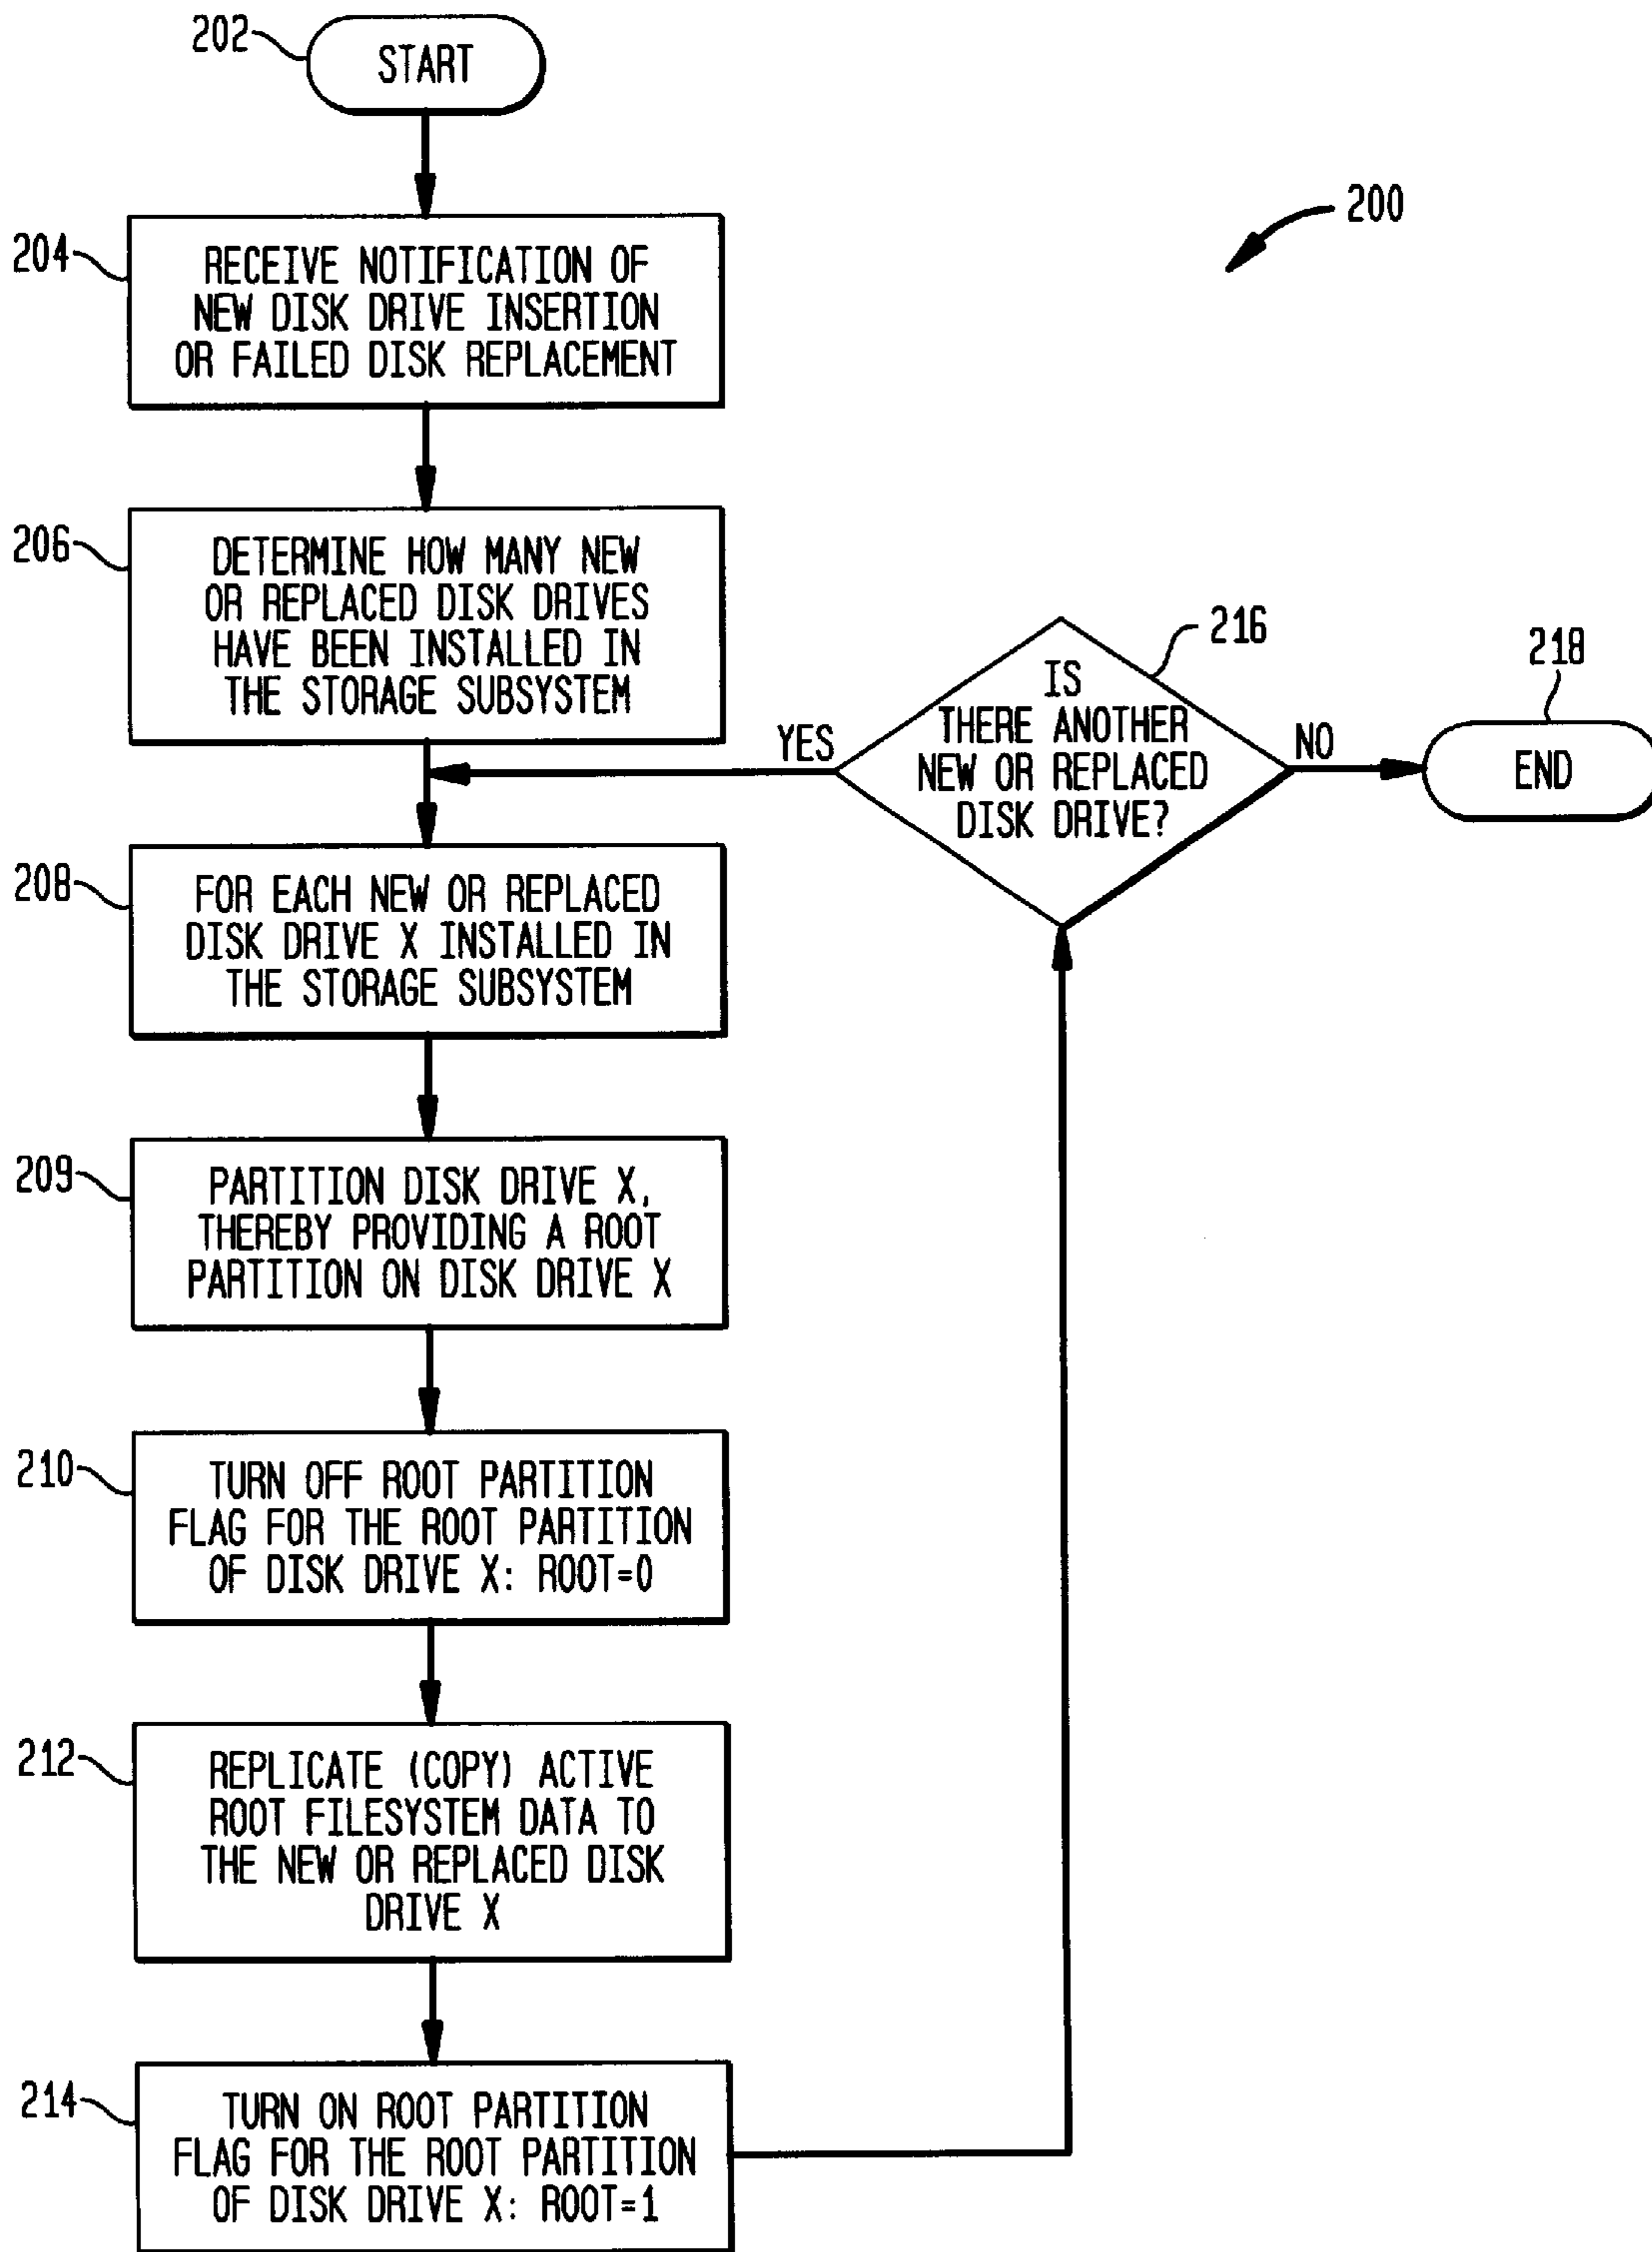 202
START
200
204
RECEIVE NOTIFICATION OF
NEW DISK DRIVE INSERTION
OR FAILED DISK REPLACEMENT
206
DETERMINE HOW MANY NEW
OR REPLACED DISK DRIVES
HAVE BEEN INSTALLED IN
THE STORAGE SUBSYSTEM
216
IS
THERE ANOTHER
NEW OR REPLACED
DISK DRIVE?
YES
NO
218
END
208
FOR EACH NEW OR REPLACED
DISK DRIVE X INSTALLED IN
THE STORAGE SUBSYSTEM
209
PARTITION DISK DRIVE X,
THEREBY PROVIDING A ROOT
PARTITION ON DISK DRIVE X
210
TURN OFF ROOT PARTITION
FLAG FOR THE ROOT PARTITION
OF DISK DRIVE X: ROOT=0
212
REPLICATE (COPY) ACTIVE
ROOT FILESYSTEM DATA TO
THE NEW OR REPLACED DISK
DRIVE X
214
TURN ON ROOT PARTITION
FLAG FOR THE ROOT PARTITION
OF DISK DRIVE X: ROOT=1